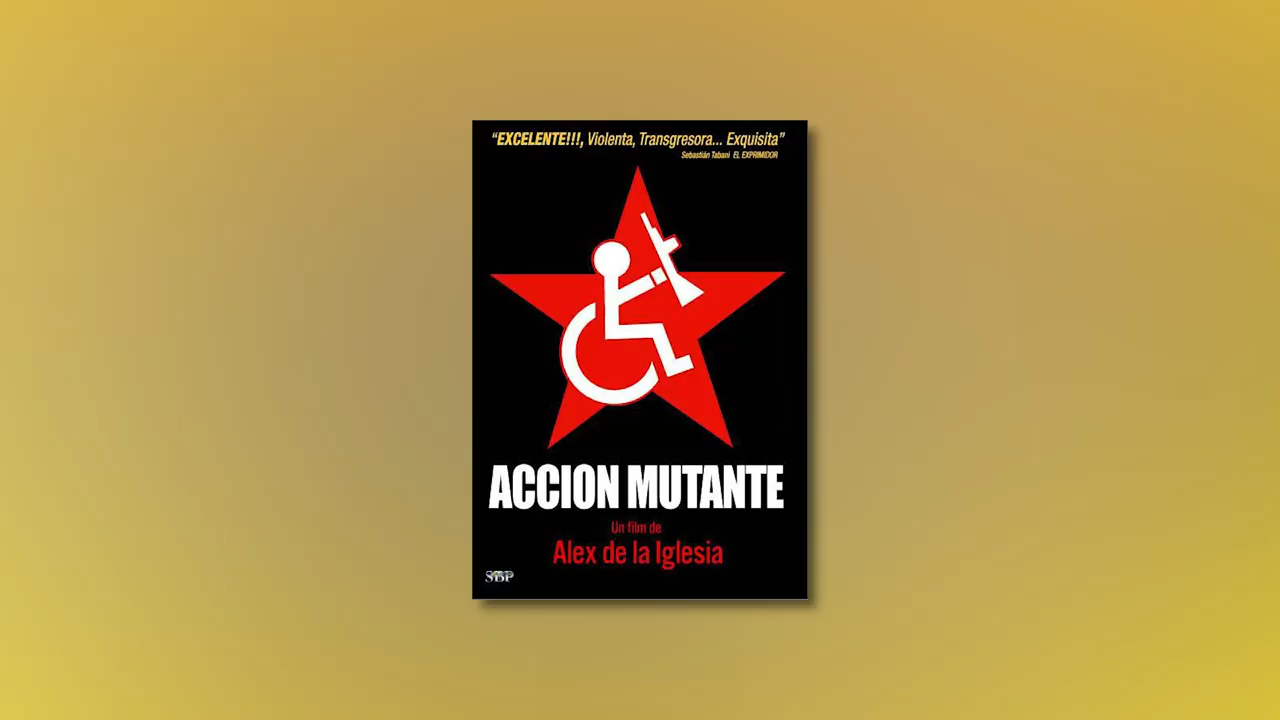 “EXCELENTE!!!, Violenta, Transgresora... Exquisita”
Sebastián Tabani EL EXPRIMIDOR
ACCION MUTANTE
Un film de
Alex de la Iglesia
SBP